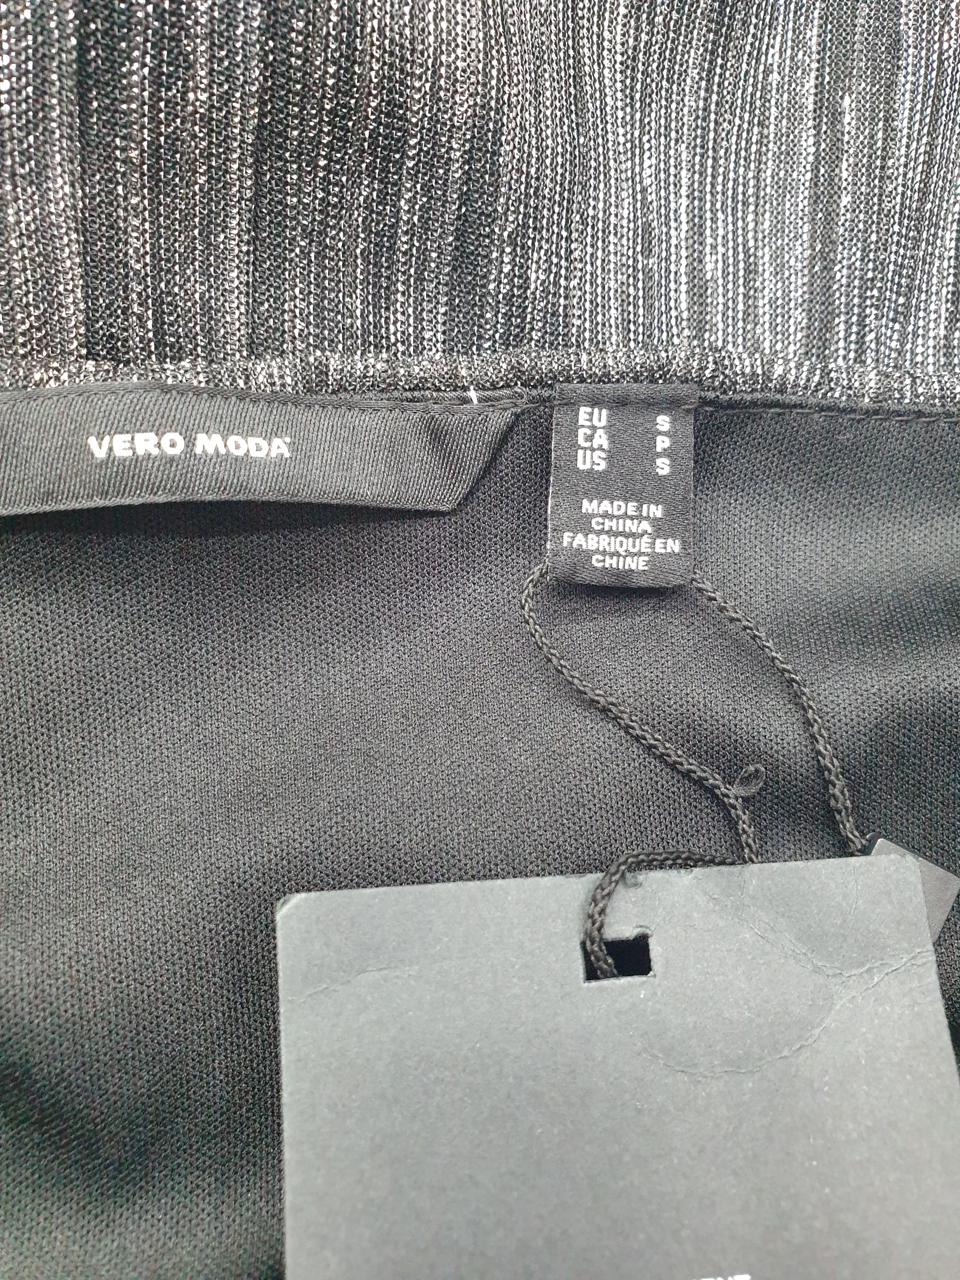 VERO MODA
EU S
CA P
US S
MADE IN
CHINA
FABRIQUÉ EN
CHINE